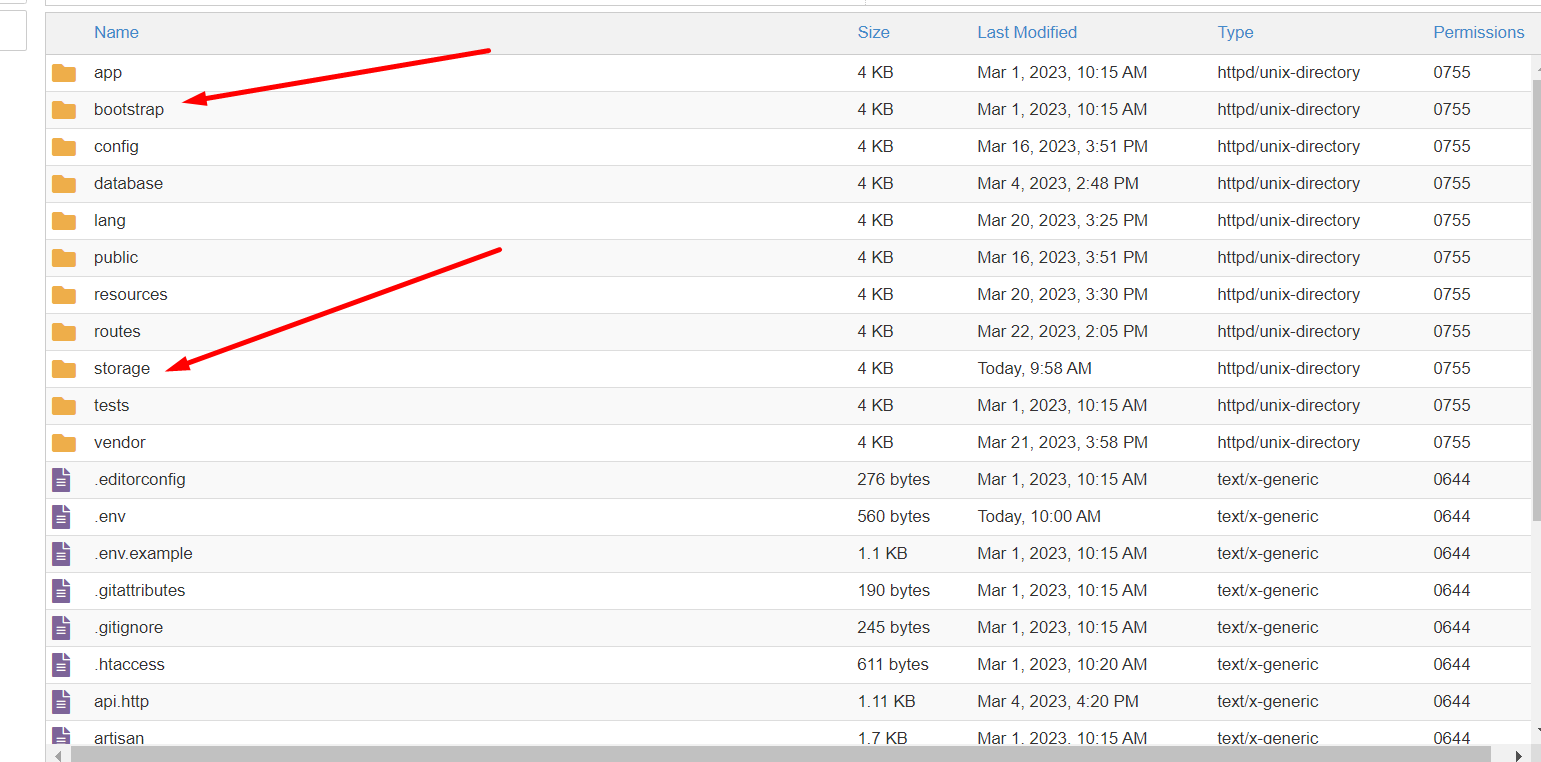 Name Size Last Modified Type Permissions
app 4 KB Mar 1, 2023, 10:15 AM httpd/unix-directory 0755
bootstrap 4 KB Mar 1, 2023, 10:15 AM httpd/unix-directory 0755
config 4 KB Mar 16, 2023, 3:51 PM httpd/unix-directory 0755
database 4 KB Mar 4, 2023, 2:48 PM httpd/unix-directory 0755
lang 4 KB Mar 20, 2023, 3:25 PM httpd/unix-directory 0755
public 4 KB Mar 16, 2023, 3:51 PM httpd/unix-directory 0755
resources 4 KB Mar 20, 2023, 3:30 PM httpd/unix-directory 0755
routes 4 KB Mar 22, 2023, 2:05 PM httpd/unix-directory 0755
storage 4 KB Today, 9:58 AM httpd/unix-directory 0755
tests 4 KB Mar 1, 2023, 10:15 AM httpd/unix-directory 0755
vendor 4 KB Mar 21, 2023, 3:58 PM httpd/unix-directory 0755
.editorconfig 276 bytes Mar 1, 2023, 10:15 AM text/x-generic 0644
.env 560 bytes Today, 10:00 AM text/x-generic 0644
.env.example 1.1 KB Mar 1, 2023, 10:15 AM text/x-generic 0644
.gitattributes 190 bytes Mar 1, 2023, 10:15 AM text/x-generic 0644
.gitignore 245 bytes Mar 1, 2023, 10:15 AM text/x-generic 0644
.htaccess 611 bytes Mar 1, 2023, 10:20 AM text/x-generic 0644
api.http 1.11 KB Mar 4, 2023, 4:20 PM text/x-generic 0644
artisan 1.7 KB Mar 1, 2023, 10:15 AM text/x-generic 0644